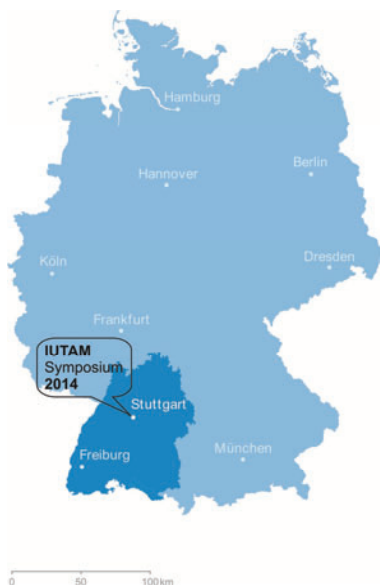 Hamburg
Berlin
Hannover
Dresden
Köln
Frankfurt
IUTAM
Symposium
2014
Stuttgart
München
Freiburg
0 50 100 km